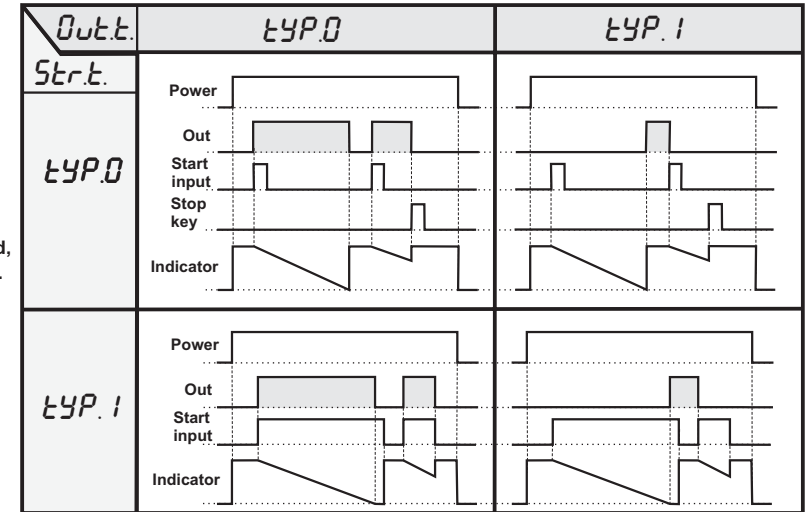 Out.t.
tYP.0
tYP.1
Str.t.
Power
Out
tYP.0
Start
input
Stop
key
d,
.
Indicator
Power
Out
tYP.1
Start
input
Indicator